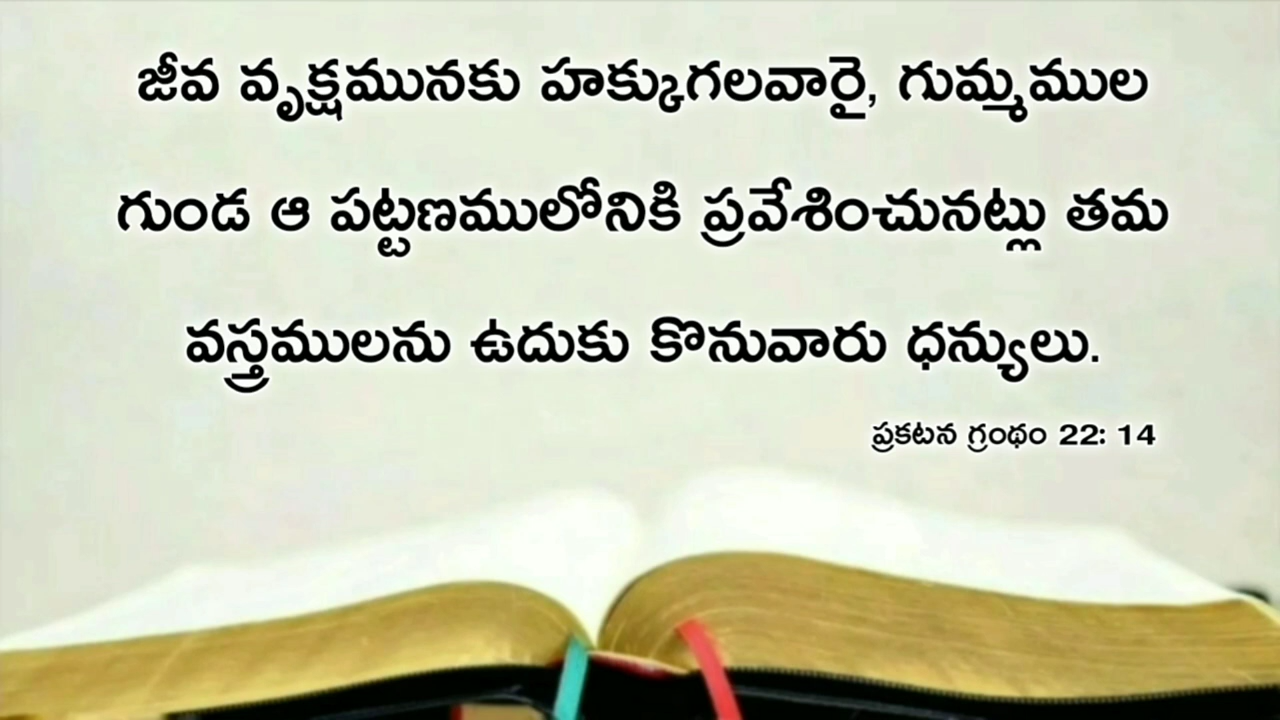 జీవ వృక్షమునకు హక్కుగలవారై, గుమ్మముల
గుండ ఆ పట్టణములోనికి ప్రవేశించునట్లు తమ
వస్త్రములను ఉదుకు కొనువారు ధన్యులు.
ప్రకటన గ్రంథం 22: 14